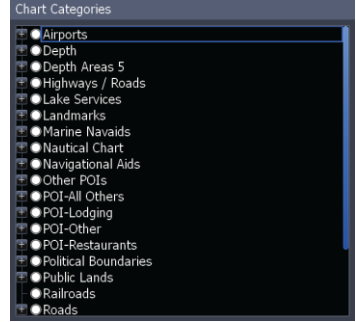 Chart Categories
Airports
Depth
Depth Areas 5
Highways / Roads
Lake Services
Landmarks
Marine Navaids
Nautical Chart
Navigational Aids
Other POIs
POI-All Others
POI-Lodging
POI-Other
POI-Restaurants
Political Boundaries
Public Lands
Railroads
Roads